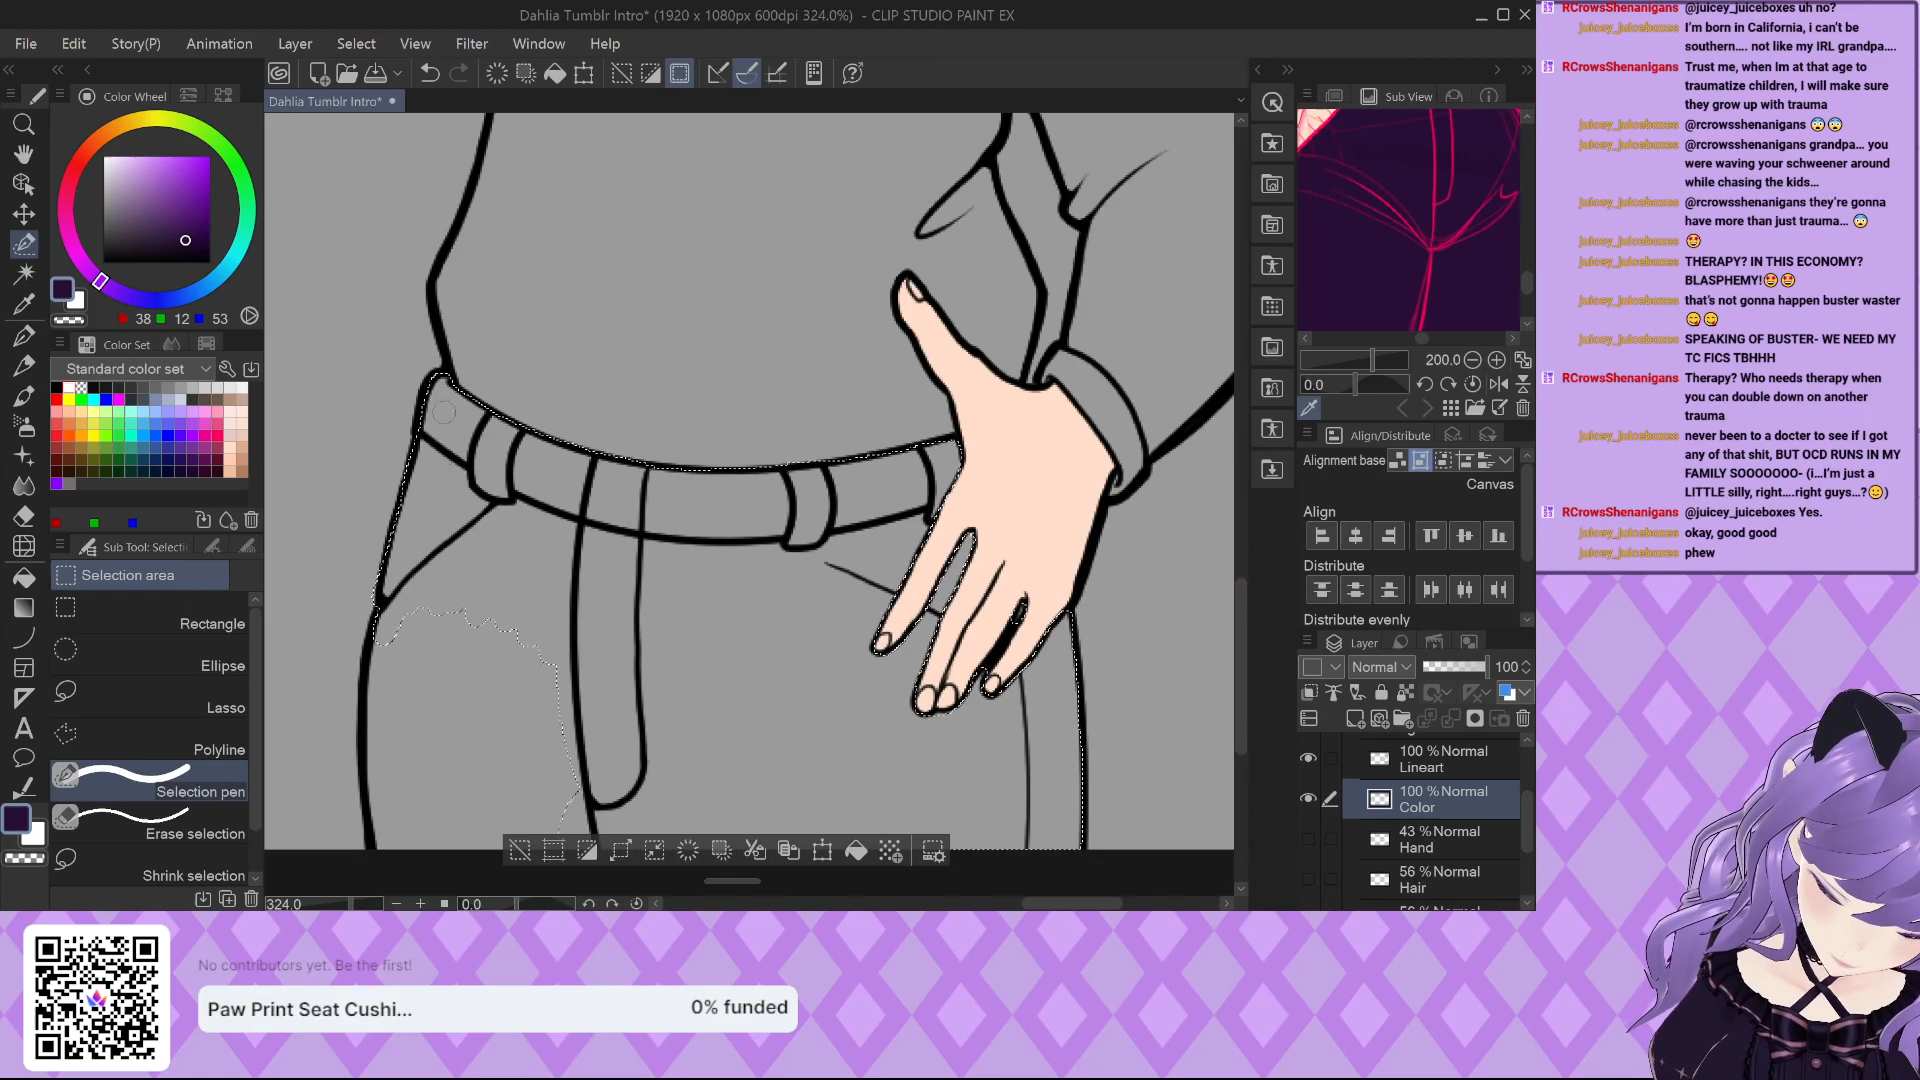 Dahlia Tumblr Intro* (1920 x 1080px 600dpi 324.0%) - CLIP STUDIO PAINT EX
File Edit Story(P) Animation Layer Select View Filter Window Help
Dahlia Tumblr Intro*
Color Wheel
38 12 53
Color Set
Standard color set
Sub Tool: Selecti
Selection area
Rectangle
Ellipse
Lasso
Polyline
Selection pen
Erase selection
Shrink selection
324.0
0.0
Sub View
200.0
0.0
Align/Distribute
Alignment base
Canvas
Align
Distribute
Distribute evenly
Layer
Normal
100
100 % Normal
Lineart
100 % Normal
Color
43 % Normal
Hand
56 % Normal
Hair
RCrowsShenanigans @juicey_juiceboxes uh no?
juicey_juiceboxes I'm born in California, i can't be
southern.... not like my IRL grandpa....
RCrowsShenanigans Trust me, when Im at that age to
traumatize children, I will make sure
they grow up with trauma
juicey_juiceboxes @rcrowsshenanigans 😨😨
juicey_juiceboxes @rcrowsshenanigans grandpa... you
were waving your schweener around
while chasing the kids...
juicey_juiceboxes @rcrowsshenanigans they're gonna
have more than just trauma... 😨
juicey_juiceboxes 🤩
juicey_juiceboxes THERAPY? IN THIS ECONOMY?
BLASPHEMY!🤩🤩
juicey_juiceboxes that's not gonna happen buster waster
😋😋
juicey_juiceboxes SPEAKING OF BUSTER- WE NEED MY
TC FICS TBHHH
RCrowsShenanigans Therapy? Who needs therapy when
you can double down on another
trauma
juicey_juiceboxes never been to a docter to see if I got
any of that shit, BUT OCD RUNS IN MY
FAMILY SOOOOOOO- (i...I'm just a
LITTLE silly, right....right guys...?🙂)
RCrowsShenanigans @juicey_juiceboxes Yes.
juicey_juiceboxes okay, good good
juicey_juiceboxes phew
No contributors yet. Be the first!
Paw Print Seat Cushi... 0% funded